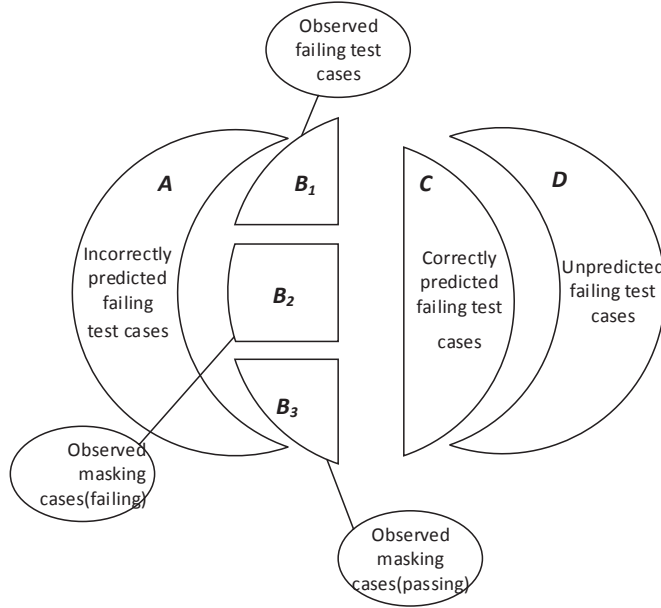 Observed
failing test
cases
A
Incorrectly
predicted
failing
test cases
B1
B2
B3
C
Correctly
predicted
failing test
cases
D
Unpredicted
failing test
cases
Observed
masking
cases(failing)
Observed
masking
cases(passing)